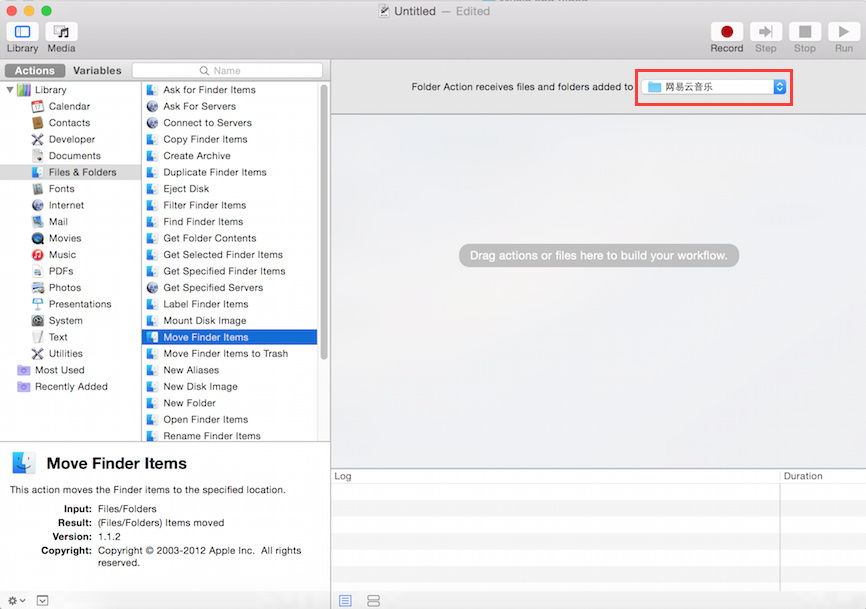 Untitled — Edited
Library
Media
Record
Step
Stop
Run
Actions
Variables
Name
Folder Action receives files and folders added to
网易云音乐
Library
Calendar
Contacts
Developer
Documents
Files & Folders
Fonts
Internet
Mail
Movies
Music
PDFs
Photos
Presentations
System
Text
Utilities
Most Used
Recently Added
Ask for Finder Items
Ask For Servers
Connect to Servers
Copy Finder Items
Create Archive
Duplicate Finder Items
Eject Disk
Filter Finder Items
Find Finder Items
Get Folder Contents
Get Selected Finder Items
Get Specified Finder Items
Get Specified Servers
Label Finder Items
Mount Disk Image
Move Finder Items
Move Finder Items to Trash
New Aliases
New Disk Image
New Folder
Open Finder Items
Rename Finder Items
Drag actions or files here to build your workflow.
Move Finder Items
This action moves the Finder items to the specified location.
Input: Files/Folders
Result: (Files/Folders) Items moved
Version: 1.1.2
Copyright: Copyright © 2003-2012 Apple Inc. All rights
reserved.
Log
Duration